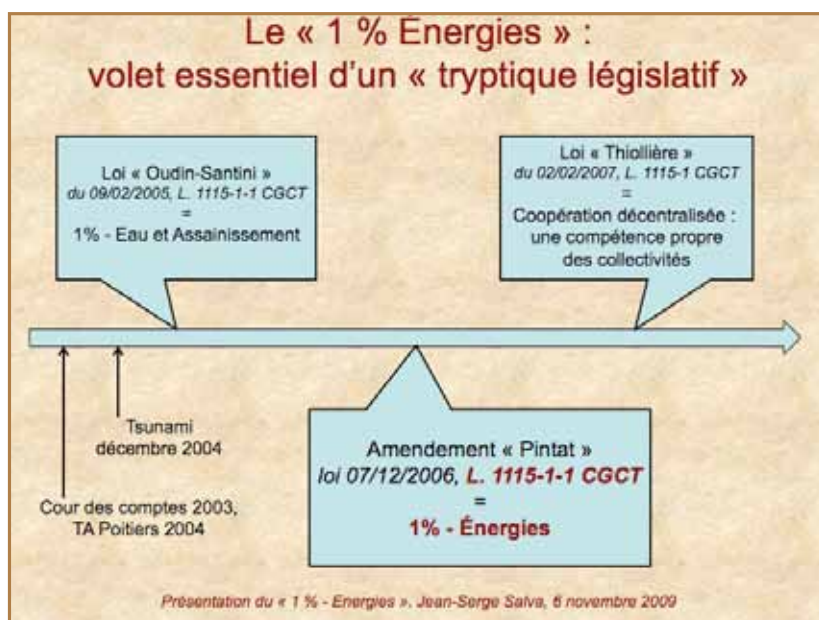 Le « 1 % Énergies » :
volet essentiel d'un « tryptique législatif »
Loi « Oudin-Santini »
du 09/02/2005, L. 1115-1-1 CGCT
=
1% - Eau et Assainissement
Loi « Thiollière »
du 02/02/2007, L. 1115-1 CGCT
=
Coopération décentralisée :
une compétence propre
des collectivités
Tsunami
décembre 2004
Cour des comptes 2003,
TA Poitiers 2004
Amendement « Pintat »
loi 07/12/2006, L. 1115-1-1 CGCT
=
1% - Énergies
Présentation du « 1 % - Energies », Jean-Serge Salva, 6 novembre 2009